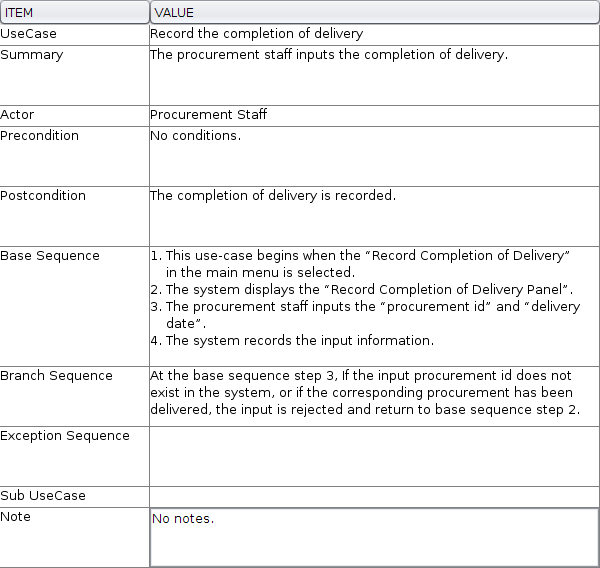 ITEM VALUE
UseCase Record the completion of delivery
Summary The procurement staff inputs the completion of delivery.
Actor Procurement Staff
Precondition No conditions.
Postcondition The completion of delivery is recorded.
Base Sequence 1. This use-case begins when the “Record Completion of Delivery”
in the main menu is selected.
2. The system displays the “Record Completion of Delivery Panel”.
3. The procurement staff inputs the “procurement id” and “delivery
date”.
4. The system records the input information.
Branch Sequence At the base sequence step 3, If the input procurement id does not
exist in the system, or if the corresponding procurement has been
delivered, the input is rejected and return to base sequence step 2.
Exception Sequence
Sub UseCase
Note No notes.